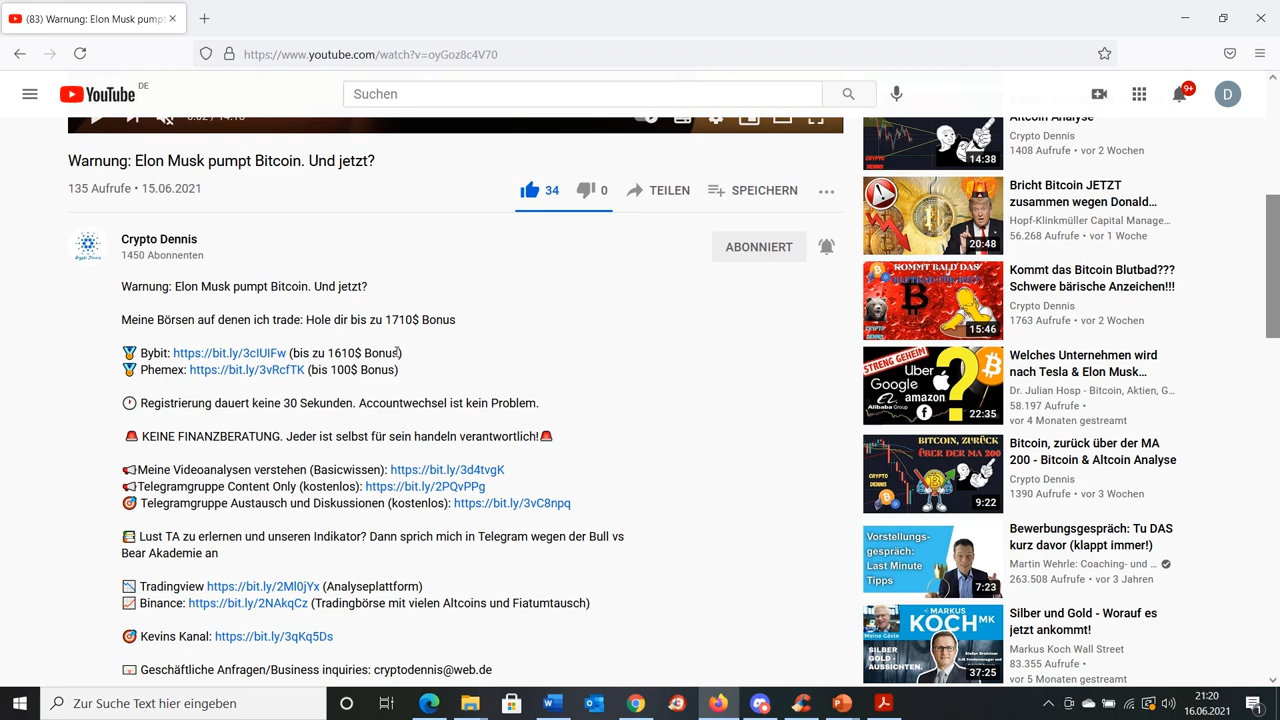 (83) Warnung: Elon Musk pumpt
https://www.youtube.com/watch?v=oyGoz8c4V70
YouTube DE
Suchen
9+
D
Warnung: Elon Musk pumpt Bitcoin. Und jetzt?
135 Aufrufe • 15.06.2021
34
0
TEILEN
SPEICHERN
Crypto Dennis
1450 Abonnenten
ABONNIERT
Warnung: Elon Musk pumpt Bitcoin. Und jetzt?
Meine Börsen auf denen ich trade: Hole dir bis zu 1710$ Bonus
Bybit: https://bit.ly/3cIUlFw (bis zu 1610$ Bonus)
Phemex: https://bit.ly/3vRcfTK (bis 100$ Bonus)
Registrierung dauert keine 30 Sekunden. Accountwechsel ist kein Problem.
KEINE FINANZBERATUNG. Jeder ist selbst für sein handeln verantwortlich!
Meine Videoanalysen verstehen (Basicwissen): https://bit.ly/3d4tvgK
Telegramgruppe Content Only (kostenlos): https://bit.ly/2PQvPPg
Telegramgruppe Austausch und Diskussionen (kostenlos): https://bit.ly/3vC8npq
Lust TA zu erlernen und unseren Indikator? Dann sprich mich in Telegram wegen der Bull vs
Bear Akademie an
Tradingview https://bit.ly/2Ml0jYx (Analyseplattform)
Binance: https://bit.ly/2NAkqCz (Tradingbörse mit vielen Altcoins und Fiatumtausch)
Kevins Kanal: https://bit.ly/3qKq5Ds
Geschäftliche Anfragen/Business inquiries: cryptodennis@web.de
Altcoin Analyse
Crypto Dennis
1408 Aufrufe • vor 2 Wochen
CRYPTO
DENNIS
14:38
Bricht Bitcoin JETZT
zusammen wegen Donald...
Hopf-Klinkmüller Capital Manage...
56.268 Aufrufe • vor 1 Woche
20:48
Kommt das Bitcoin Blutbad???
Schwere bärische Anzeichen!!!
Crypto Dennis
1763 Aufrufe • vor 2 Wochen
KOMMT BALD DAS
CRYPTO
DENNIS
15:46
Welches Unternehmen wird
nach Tesla & Elon Musk...
Dr. Julian Hosp - Bitcoin, Aktien, G...
58.197 Aufrufe •
vor 4 Monaten gestreamt
STRENG GEHEIM
Uber
Google
amazon
Alibaba Group
22:35
Bitcoin, zurück über der MA
200 - Bitcoin & Altcoin Analyse
Crypto Dennis
1390 Aufrufe • vor 3 Wochen
BITCOIN, ZURÜCK
ÜBER DER MA 200
CRYPTO
DENNIS
9:22
Bewerbungsgespräch: Tu DAS
kurz davor (klappt immer!)
Martin Wehrle: Coaching- und ...
263.508 Aufrufe • vor 3 Jahren
Vorstellungs-
gespräch:
Last Minute
Tipps
7:23
Silber und Gold - Worauf es
jetzt ankommt!
Markus Koch Wall Street
83.355 Aufrufe •
vor 5 Monaten gestreamt
MARKUS
KOCH MK
Meine Gäste
SILBER
GOLD -
AUSSICHTEN.
37:25
Zur Suche Text hier eingeben
21:20
16.06.2021
1